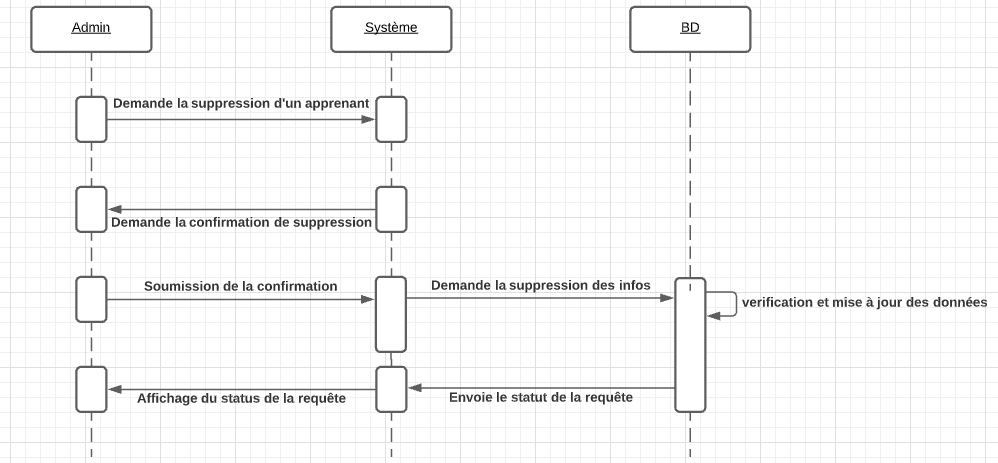 Admin
Système
BD
Demande la suppression d'un apprenant
Demande la confirmation de suppression
Soumission de la confirmation
Demande la suppression des infos
verification et mise à jour des données
Affichage du status de la requête
Envoie le statut de la requête